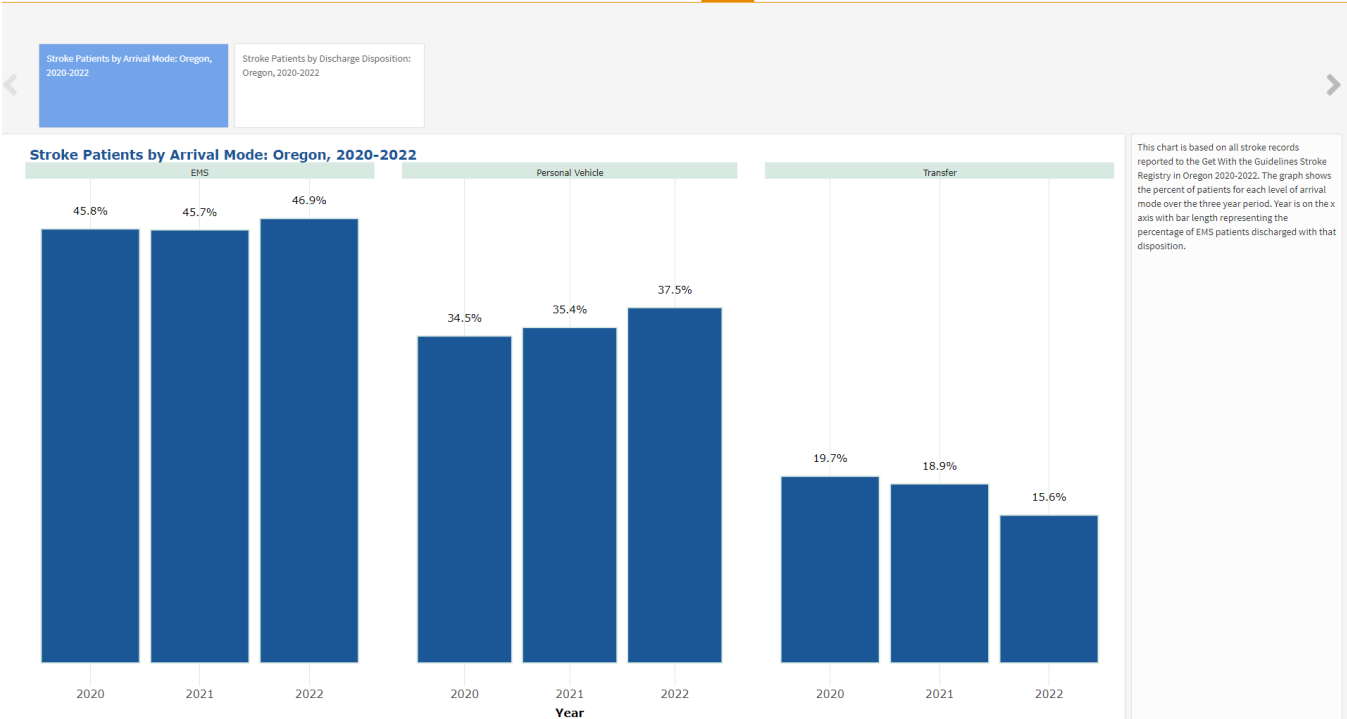 Stroke Patients by Arrival Mode: Oregon,
2020-2022
Stroke Patients by Discharge Disposition:
Oregon, 2020-2022
Stroke Patients by Arrival Mode: Oregon, 2020-2022
EMS
Personal Vehicle
Transfer
45.8%
45.7%
46.9%
34.5%
35.4%
37.5%
19.7%
18.9%
15.6%
2020
2021
2022
2020
2021
2022
2020
2021
2022
Year
This chart is based on all stroke records
reported to the Get With the Guidelines Stroke
Registry in Oregon 2020-2022. The graph shows
the percent of patients for each level of arrival
mode over the three year period. Year is on the x
axis with bar length representing the
percentage of EMS patients discharged with that
disposition.